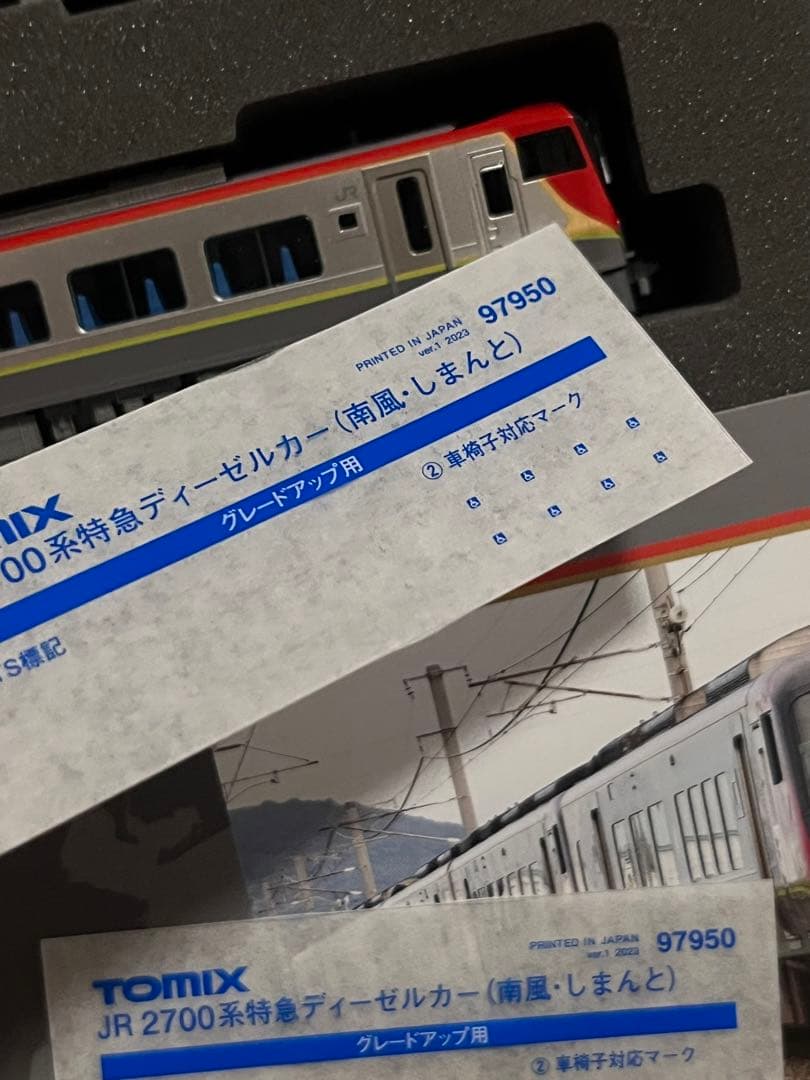 JR
PRINTED IN JAPAN 97950
ver.1 2023
MIX
00系特急ディーゼルカー(南風・しまんと)
グレードアップ用
②車椅子対応マーク
TS標記
PRINTED IN JAPAN 97950
ver.1 2023
TOMIX
JR 2700系特急ディーゼルカー(南風・しまんと)
グレードアップ用
②車椅子対応マーク